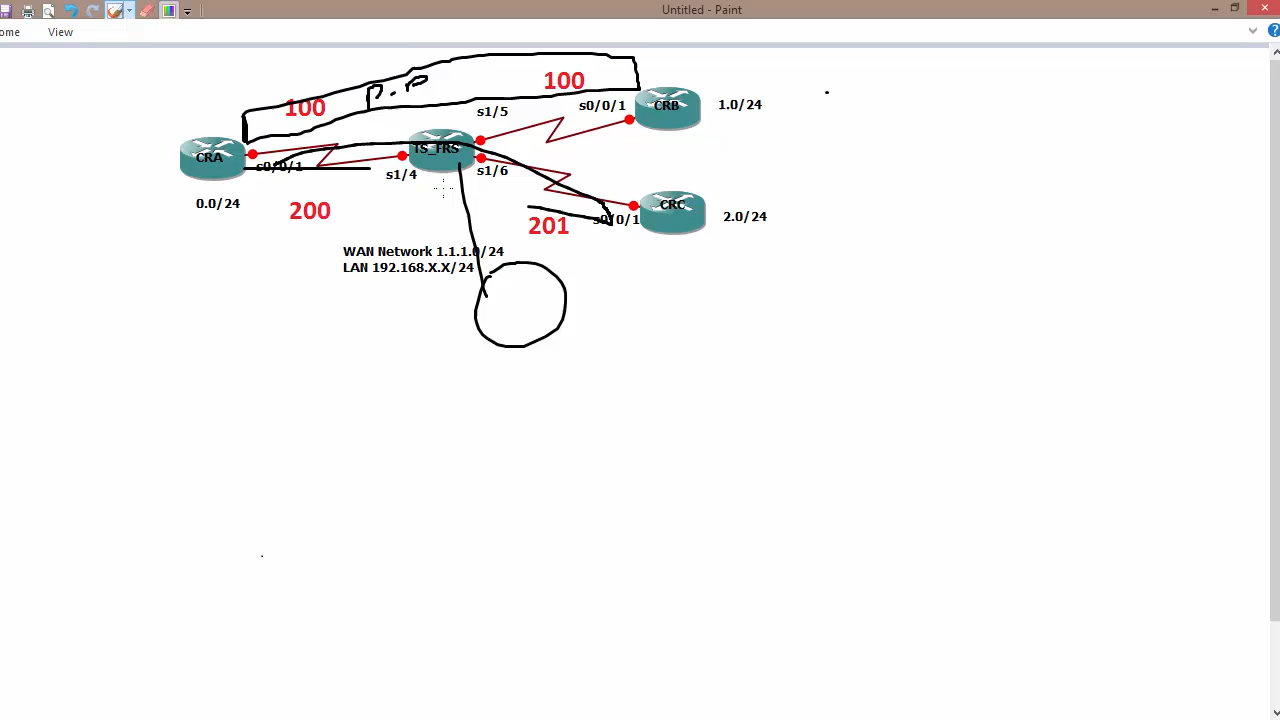 Untitled - Paint
ome View
100 100
s0/0/1 CRB 1.0/24
s1/5
CRA s0/0/1 TS_FRS
s1/4 s1/6
0.0/24 200
CRC 2.0/24
201 s0/0/1
WAN Network 1.1.1.0/24
LAN 192.168.X.X/24